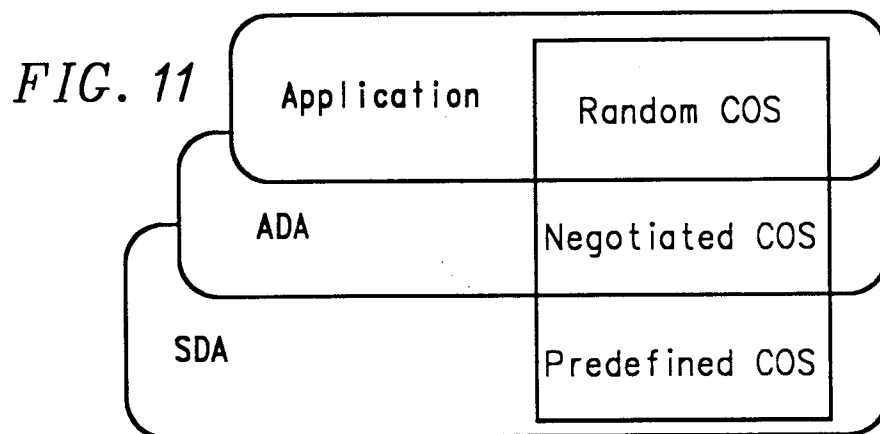 FIG. 11
Application
Random COS
ADA
Negotiated COS
SDA
Predefined COS